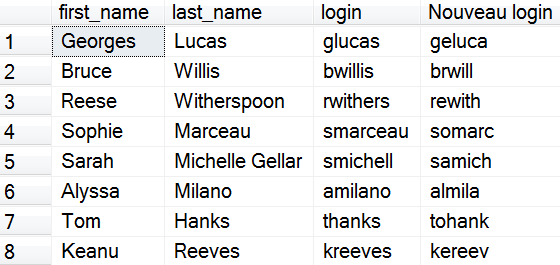 first_name last_name login Nouveau login
1 Georges Lucas glucas geluca
2 Bruce Willis bwillis brwill
3 Reese Witherspoon rwithers rewith
4 Sophie Marceau smarceau somarc
5 Sarah Michelle Gellar smichell samich
6 Alyssa Milano amilano almila
7 Tom Hanks thanks tohank
8 Keanu Reeves kreeves kereev